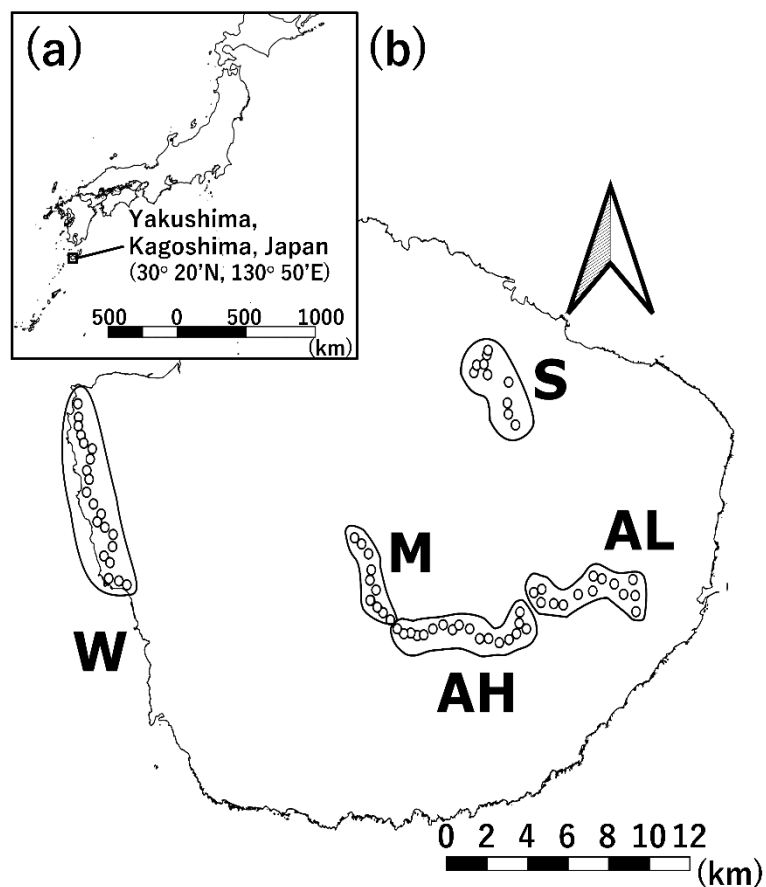 (a)
(b)
Yakushima,
Kagoshima, Japan
(30° 20'N, 130° 50'E)
500 0 500 1000
(km)
S
M
AL
W
AH
0 2 4 6 8 10 12
(km)